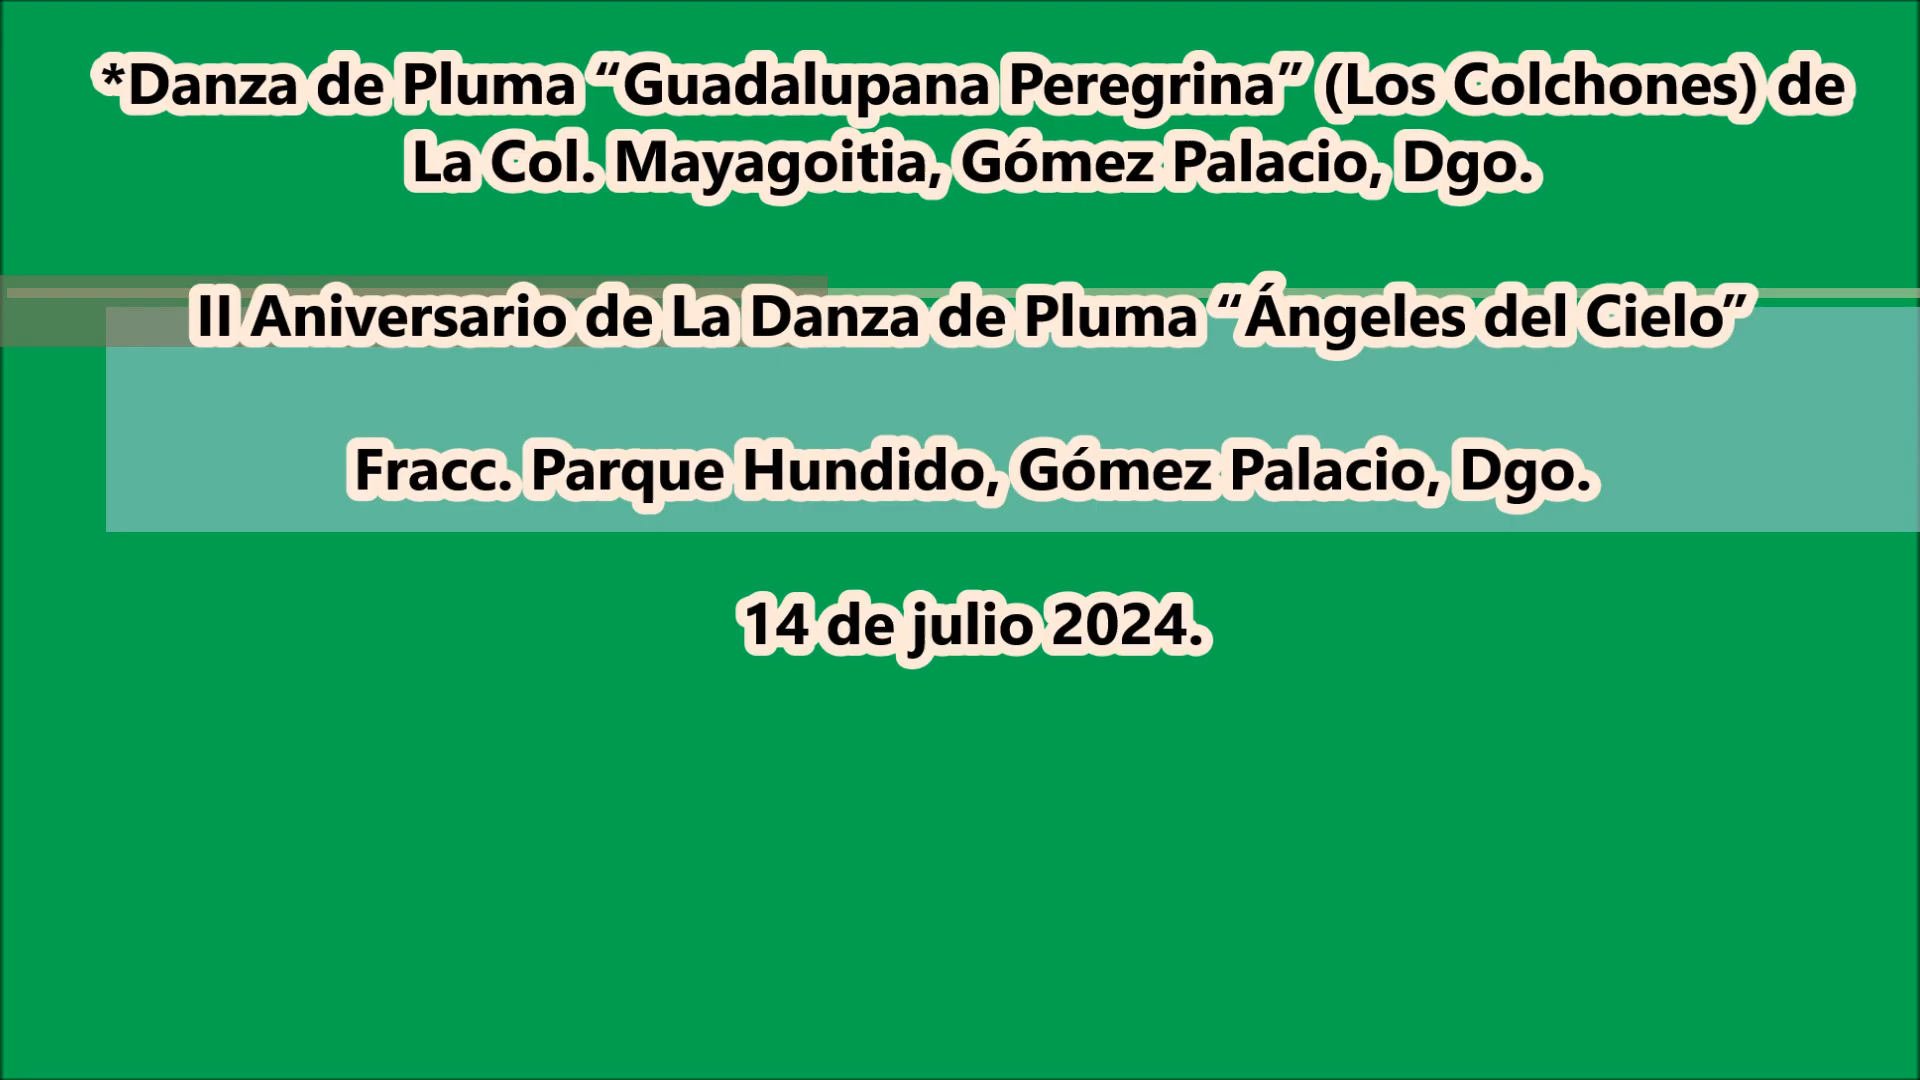 *Danza de Pluma “Guadalupana Peregrina” (Los Colchones) de
La Col. Mayagoitia, Gómez Palacio, Dgo.
II Aniversario de La Danza de Pluma “Ángeles del Cielo”
Fracc. Parque Hundido, Gómez Palacio, Dgo.
14 de julio 2024.